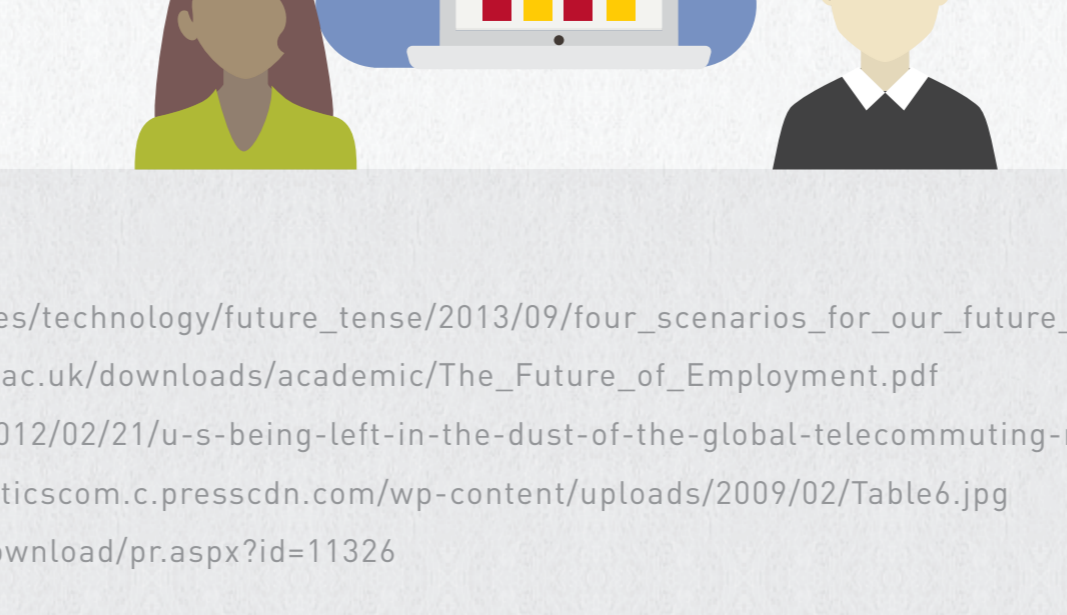 es/technology/future_tense/2013/09/four_scenarios_for_our_future_
ac.uk/downloads/academic/The_Future_of_Employment.pdf
012/02/21/u-s-being-left-in-the-dust-of-the-global-telecommuting-
ticscom.c.presscdn.com/wp-content/uploads/2009/02/Table6.jpg
ownload/pr.aspx?id=11326